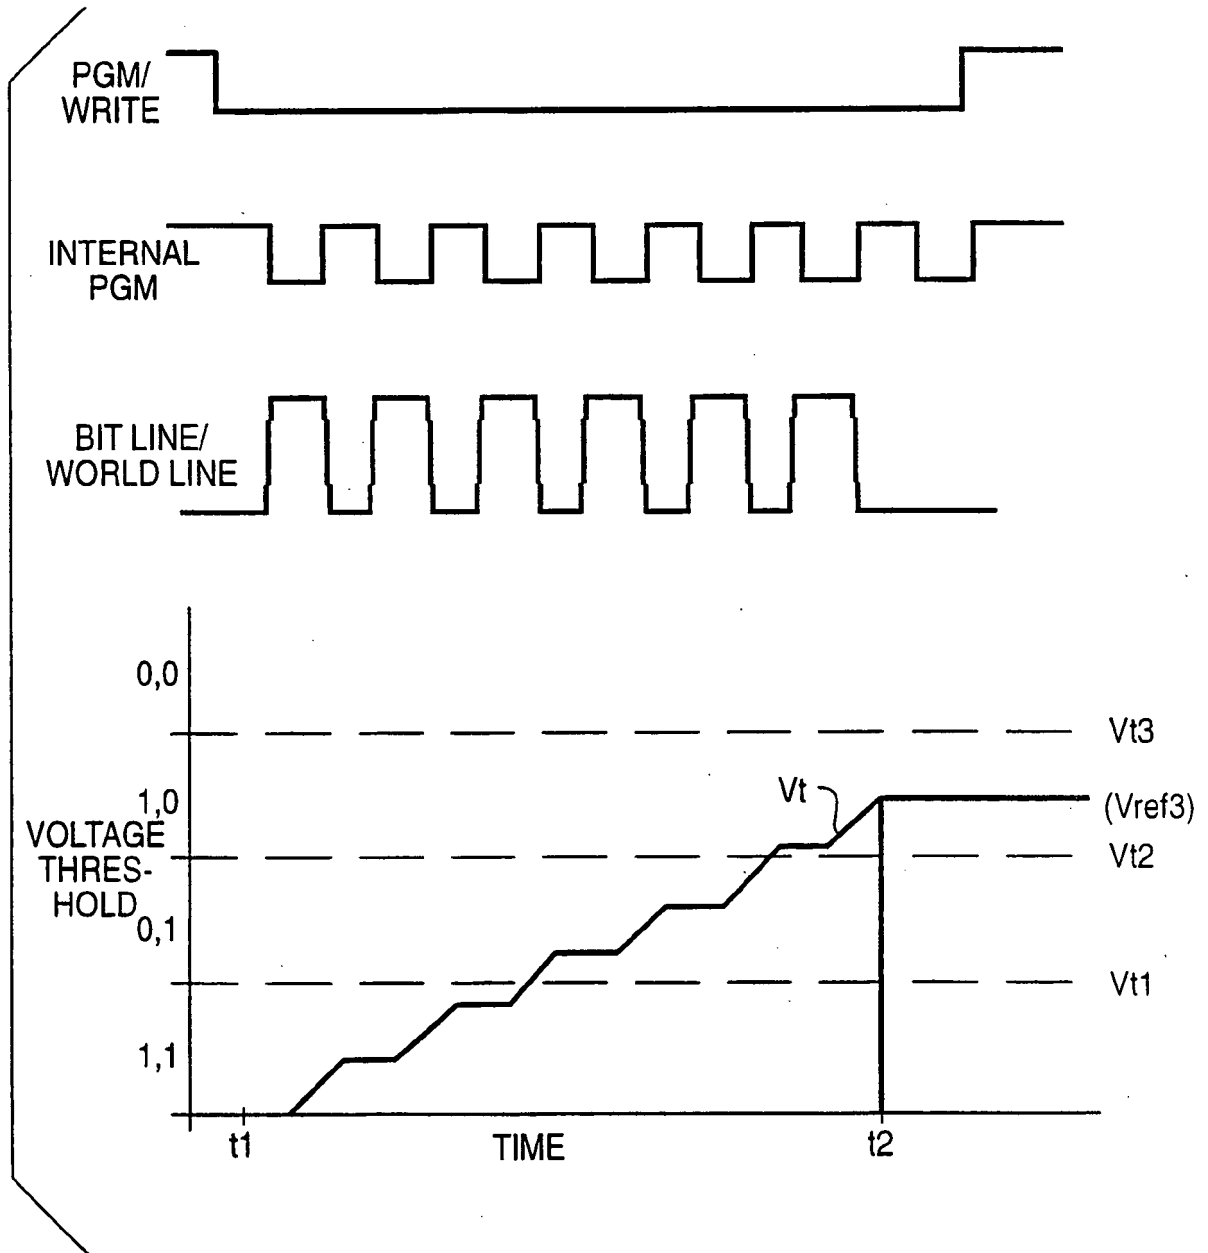 PGM/
WRITE
INTERNAL
PGM
BIT LINE/
WORLD LINE
0,0
Vt3
1,0
Vt
(Vref3)
VOLTAGE
THRES-
HOLD
Vt2
0,1
Vt1
1,1
t1
TIME
t2